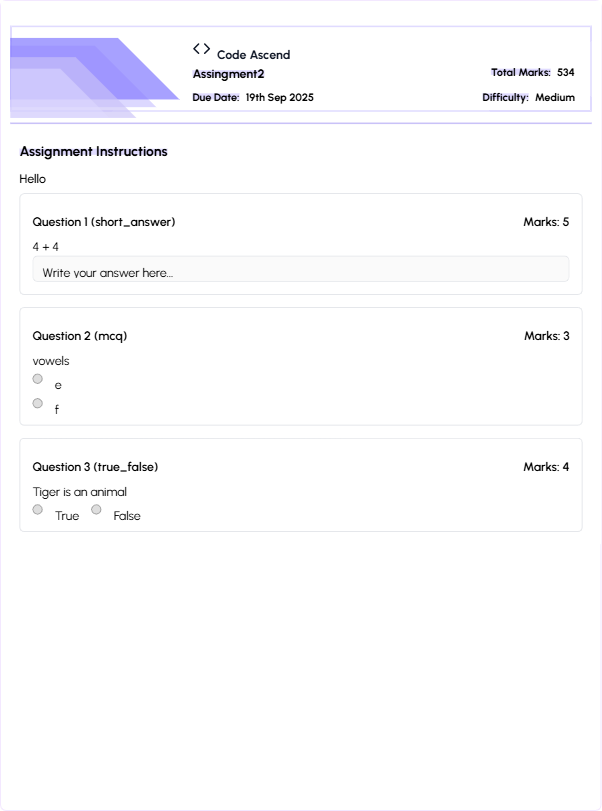 <> Code Ascend
Assingment2
Total Marks: 534
Due Date: 19th Sep 2025
Difficulty: Medium
Assignment Instructions
Hello
Question 1 (short_answer) Marks: 5
4 + 4
Write your answer here...
Question 2 (mcq) Marks: 3
vowels
e
f
Question 3 (true_false) Marks: 4
Tiger is an animal
True False